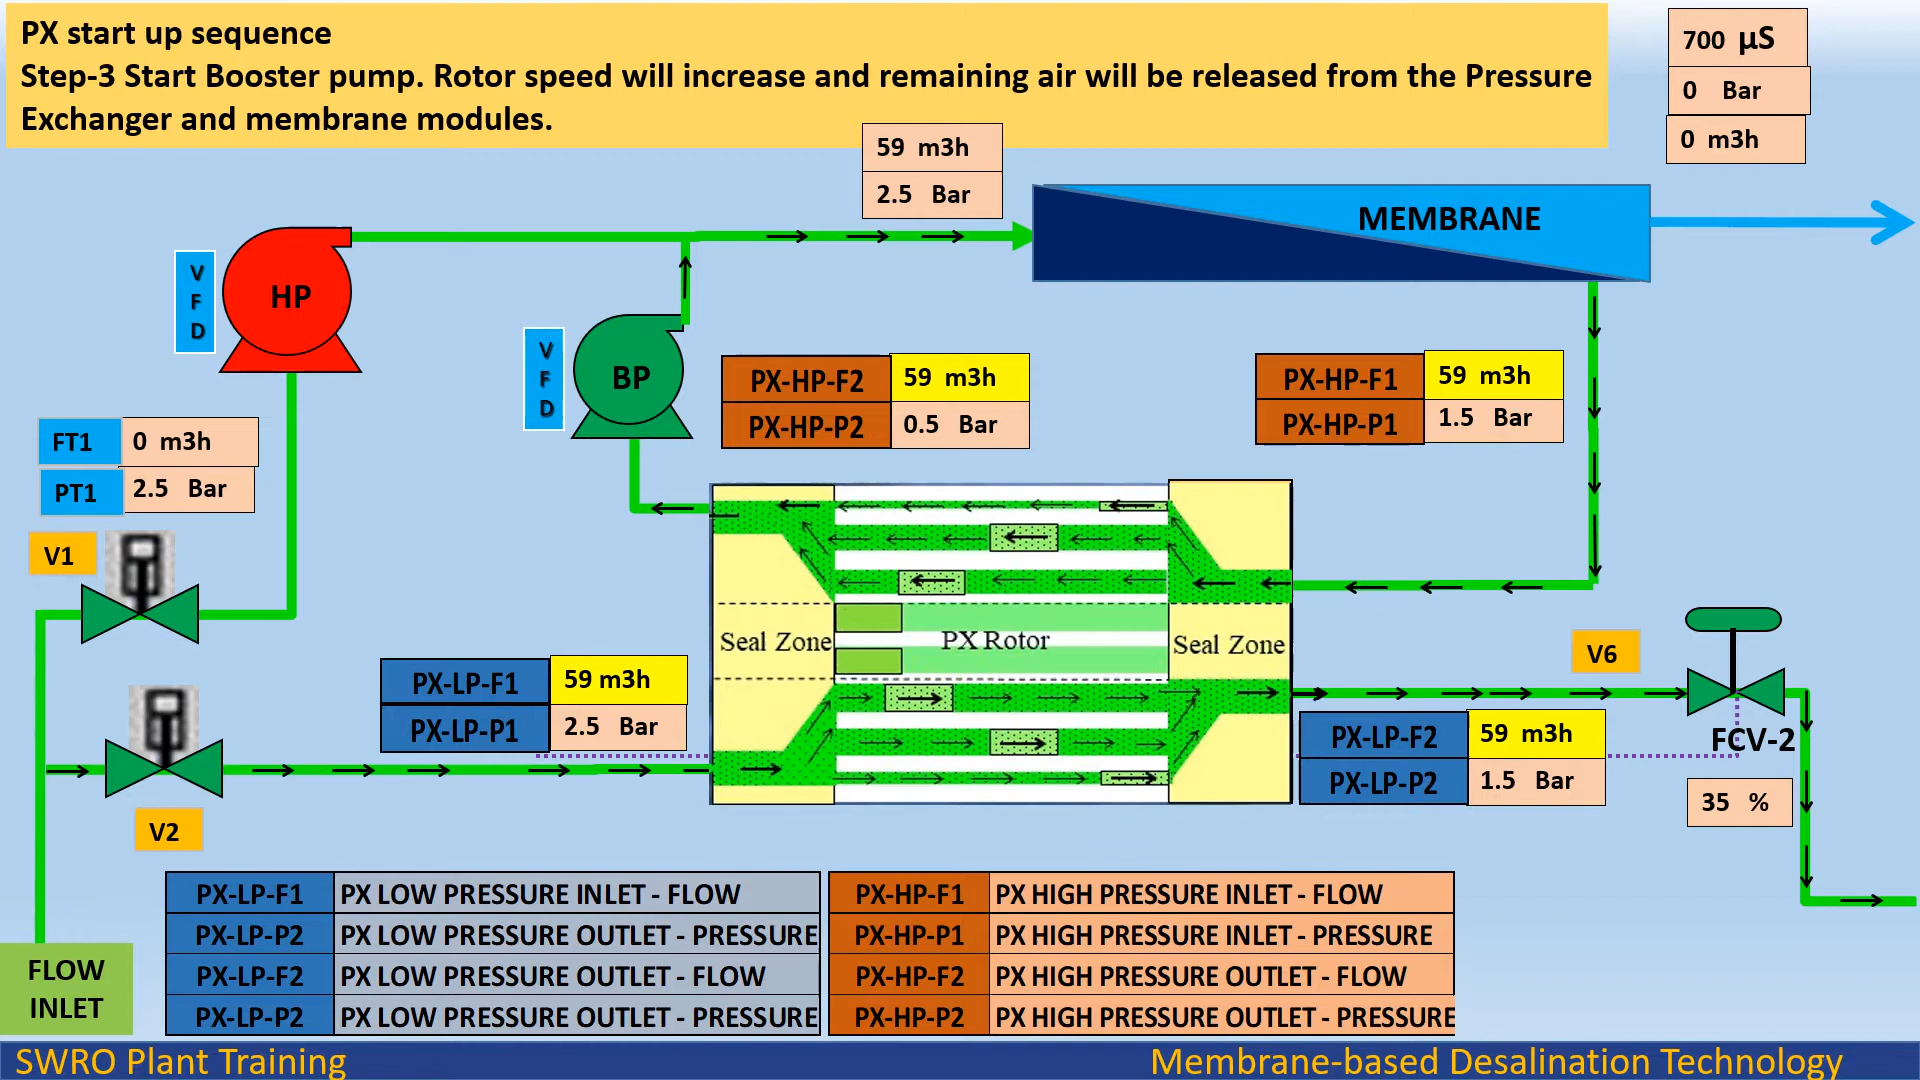 PX start up sequence
Step-3 Start Booster pump. Rotor speed will increase and remaining air will be released from the Pressure
Exchanger and membrane modules.
700 µS
0 Bar
0 m3h
59 m3h
2.5 Bar
MEMBRANE
VFD
HP
VFD
BP
PX-HP-F2 59 m3h
PX-HP-P2 0.5 Bar
PX-HP-F1 59 m3h
PX-HP-P1 1.5 Bar
FT1 0 m3h
PT1 2.5 Bar
V1
Seal Zone
PX Rotor
Seal Zone
V6
PX-LP-F1 59 m3h
PX-LP-P1 2.5 Bar
PX-LP-F2 59 m3h
PX-LP-P2 1.5 Bar
FCV-2
35 %
V2
PX-LP-F1 PX LOW PRESSURE INLET - FLOW
PX-LP-P2 PX LOW PRESSURE OUTLET - PRESSURE
PX-LP-F2 PX LOW PRESSURE OUTLET - FLOW
PX-LP-P2 PX LOW PRESSURE OUTLET - PRESSURE
PX-HP-F1 PX HIGH PRESSURE INLET - FLOW
PX-HP-P1 PX HIGH PRESSURE INLET - PRESSURE
PX-HP-F2 PX HIGH PRESSURE OUTLET - FLOW
PX-HP-P2 PX HIGH PRESSURE OUTLET - PRESSURE
FLOW
INLET
SWRO Plant Training
Membrane-based Desalination Technology